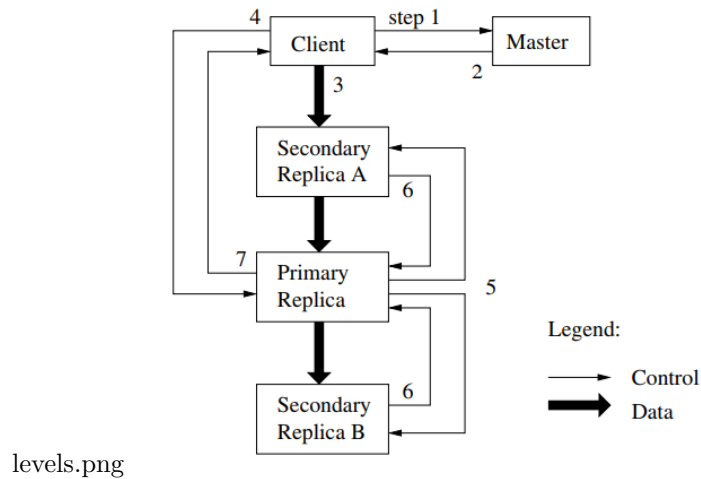 4
step 1
Client
Master
2
3
Secondary
Replica A
6
7
Primary
Replica
5
Legend:
Control
Data
6
Secondary
Replica B
levels.png